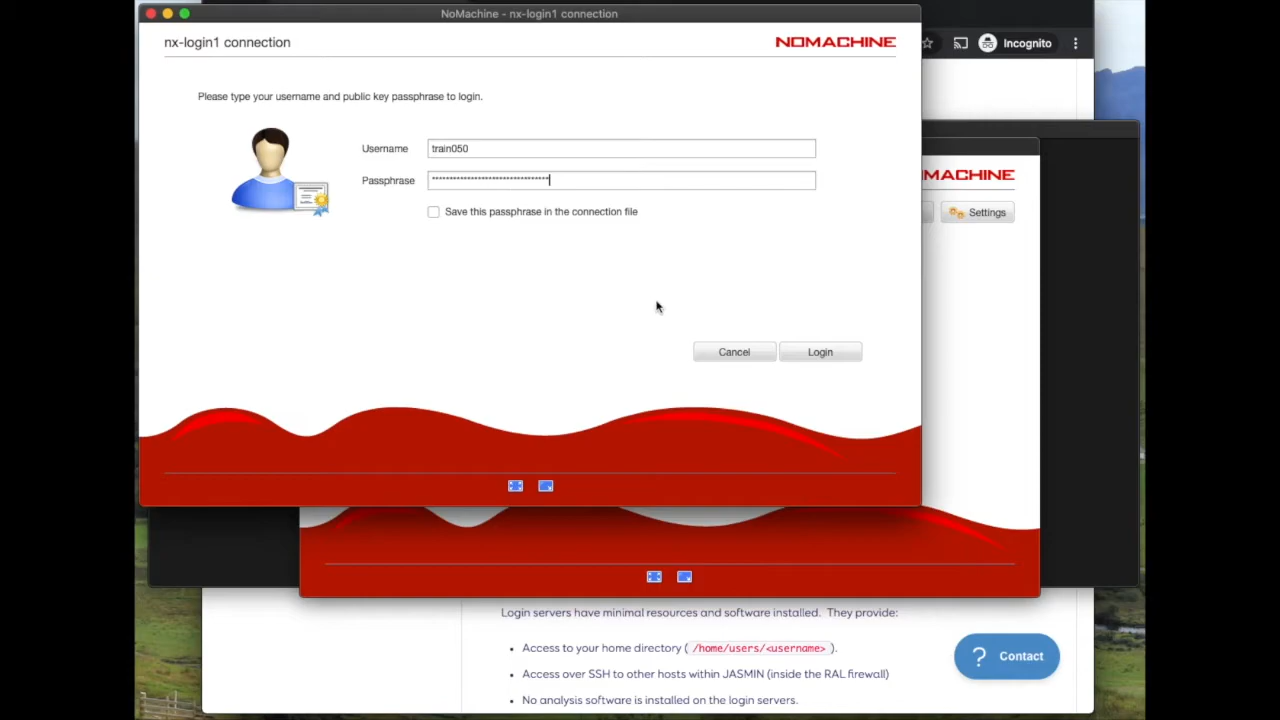 NoMachine - nx-login1 connection
nx-login1 connection
NOMACHINE
Incognito
Please type your username and public key passphrase to login.
Username train050
Passphrase *********************************
Save this passphrase in the connection file
MACHINE
Settings
Cancel Login
Login servers have minimal resources and software installed. They provide:
• Access to your home directory ( /home/users/<username> ).
• Access over SSH to other hosts within JASMIN (inside the RAL firewall)
• No analysis software is installed on the login servers.
? Contact